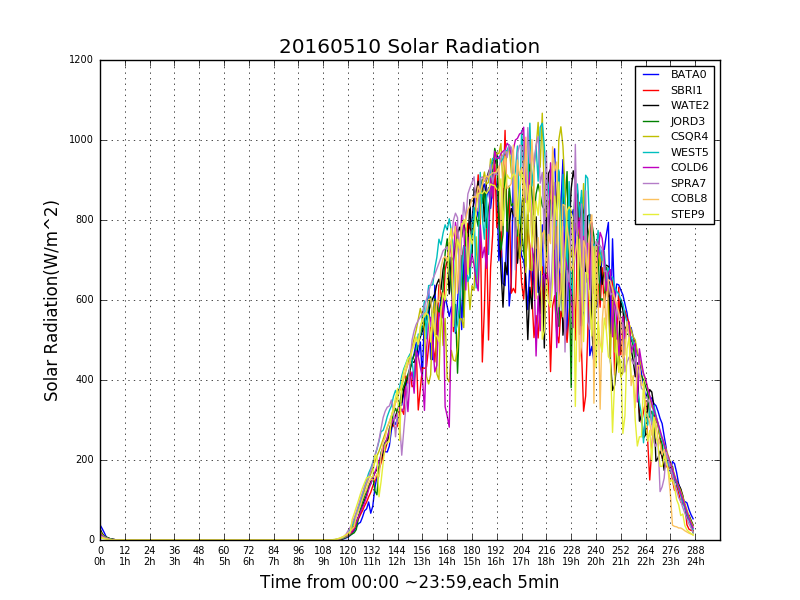 20160510 Solar Radiation
1200
1000
800
600
400
200
0
Solar Radiation(W/m^2)
BATA0
SBRI1
WATE2
JORD3
CSQR4
WEST5
COLD6
SPRA7
COBL8
STEP9
0 12 24 36 48 60 72 84 96 108 120 132 144 156 168 180 192 204 216 228 240 252 264 276 288
0h 1h 2h 3h 4h 5h 6h 7h 8h 9h 10h 11h 12h 13h 14h 15h 16h 17h 18h 19h 20h 21h 22h 23h 24h
Time from 00:00 ~23:59,each 5min